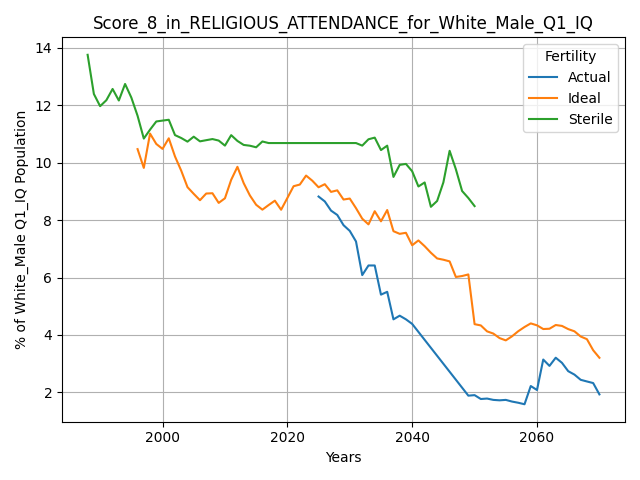 Score_8_in_RELIGIOUS_ATTENDANCE_for_White_Male_Q1_IQ
% of White_Male Q1_IQ Population
14
12
10
8
6
4
2
Fertility
Actual
Ideal
Sterile
2000
2020
2040
2060
Years